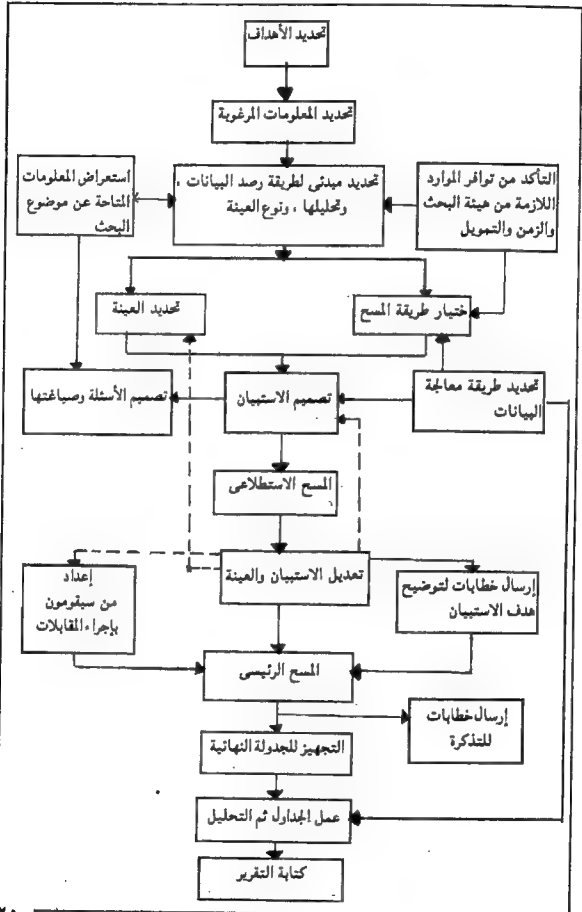 تحديد الأهداف
تحديد المعلومات المرغوبة
استعراض المعلومات
المتاحة عن موضوع
البحث
تحديد مبدئى لطريقة رصد البيانات ،
وتحليلها ، ونوع العينة
التأكد من توافر الموارد
اللازمة من هيئة البحث
والزمن والتمويل
ختيار طريقة المسح
تحديد العينة
تحديد طريقة معالجة
البيانات
تصميم الاستبيان
تصميم الأسئلة وصياغتها
المسح الاستطلاعى
تعديل الاستبيان والعينة
إرسال خطابات لتوضيح
هدف الاستبيان
إعداد
من سيقومون
بإجراء المقابلات
المسح الرئيسى
إرسال خطابات
للتذكرة
التجهيز للجدولة النهائية
عمل الجداول ثم التحليل
كتابة التقرير